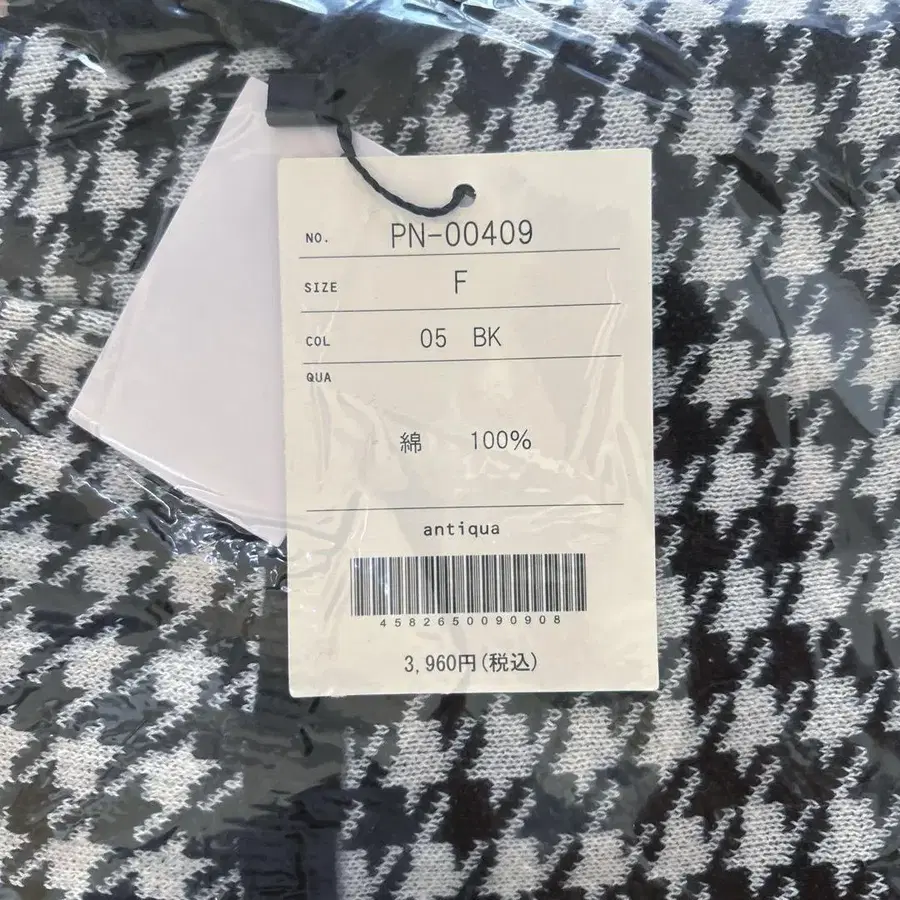 NO. PN-00409
SIZE F
COL 05 BK
QUA
綿 100%
antiqua
4582650090908
3,960円(税込)